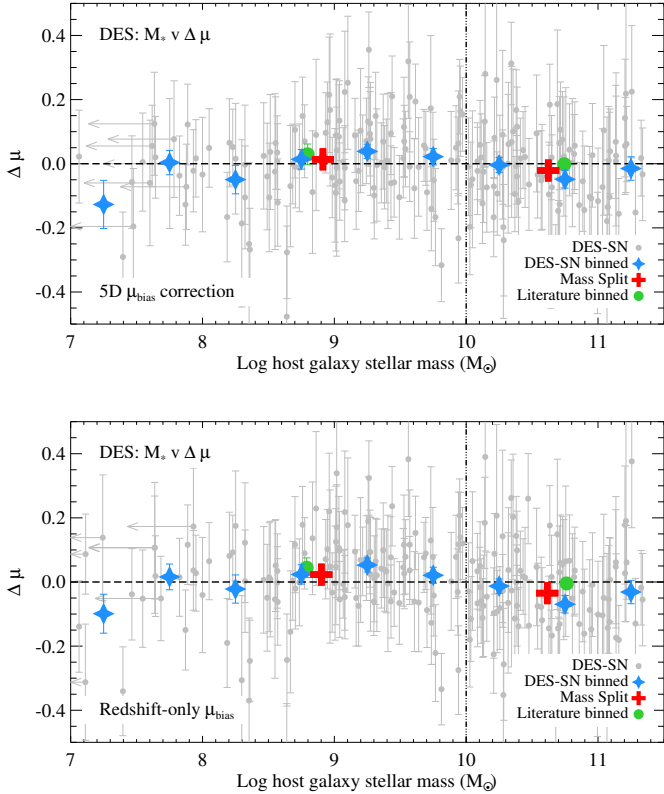 DES: M* v Δ μ
0.4
0.2
0.0
-0.2
-0.4
Δ μ
5D μbias correction
DES-SN
DES-SN binned
Mass Split
Literature binned
7 8 9 10 11
Log host galaxy stellar mass (M⊙)
DES: M* v Δ μ
0.4
0.2
0.0
-0.2
-0.4
Δ μ
Redshift-only μbias
DES-SN
DES-SN binned
Mass Split
Literature binned
7 8 9 10 11
Log host galaxy stellar mass (M⊙)